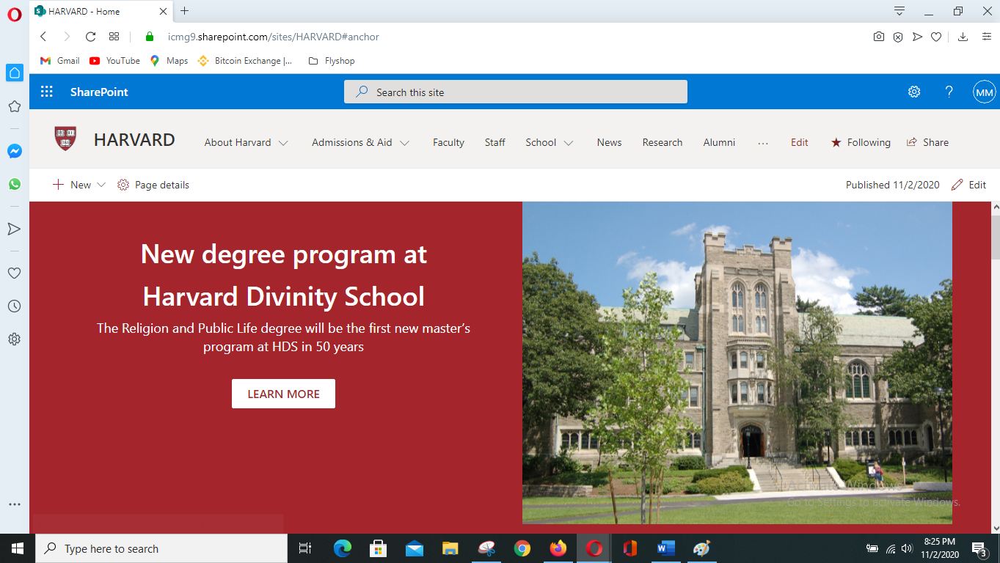 HARVARD - Home
icmg9.sharepoint.com/sites/HARVARD#anchor
Gmail YouTube Maps Bitcoin Exchange |... Flyshop
SharePoint Search this site ? MM
HARVARD About Harvard Admissions & Aid Faculty Staff School News Research Alumni ... Edit Following Share
New Page details Published 11/2/2020 Edit
New degree program at
Harvard Divinity School
The Religion and Public Life degree will be the first new master’s
program at HDS in 50 years
LEARN MORE
Activate Windows
Go to Settings to activate Windows.
Type here to search
8:25 PM
11/2/2020
3